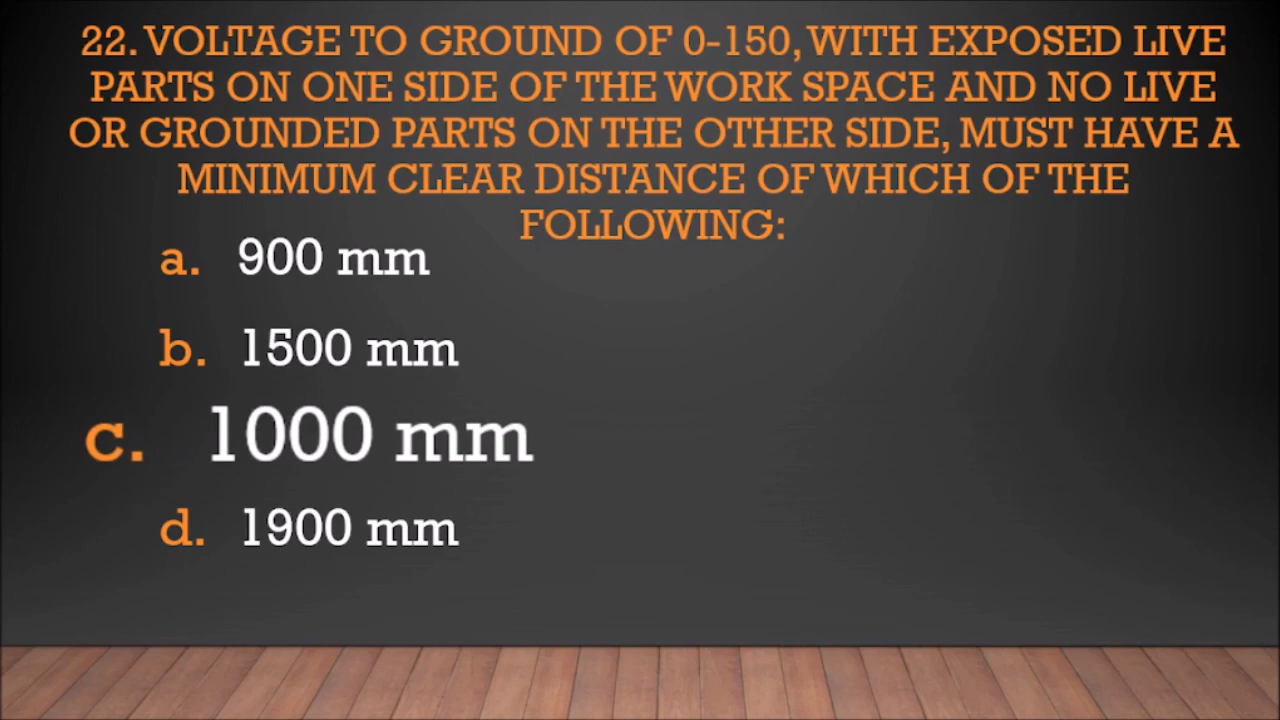 22. VOLTAGE TO GROUND OF 0-150, WITH EXPOSED LIVE
PARTS ON ONE SIDE OF THE WORK SPACE AND NO LIVE
OR GROUNDED PARTS ON THE OTHER SIDE, MUST HAVE A
MINIMUM CLEAR DISTANCE OF WHICH OF THE
FOLLOWING:
a. 900 mm
b. 1500 mm
c. 1000 mm
d. 1900 mm